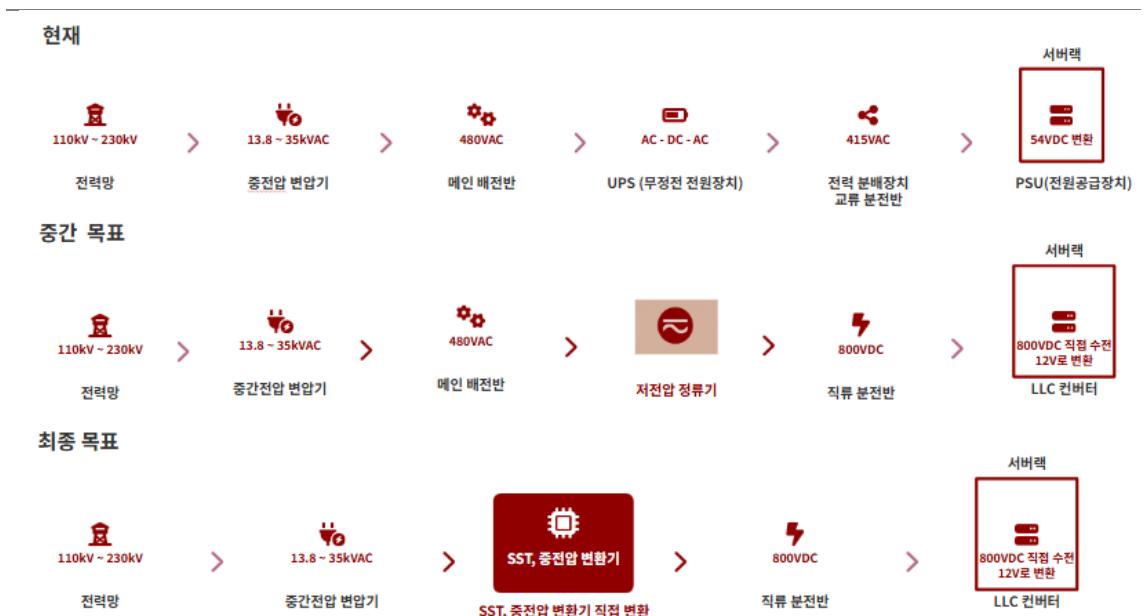 현재
서버랙
110kV ~ 230kV
13.8 ~ 35kVAC
480VAC
AC - DC - AC
415VAC
54VDC 변환
전력망
중전압 변압기
메인 배전반
UPS (무정전 전원장치)
전력 분배장치
교류 분전반
PSU(전원공급장치)
중간 목표
서버랙
110kV ~ 230kV
13.8 ~ 35kVAC
480VAC
800VDC
800VDC 직접 수전
12V로 변환
전력망
중간전압 변압기
메인 배전반
저전압 정류기
직류 분전반
LLC 컨버터
최종 목표
서버랙
110kV ~ 230kV
13.8 ~ 35kVAC
SST, 중전압 변환기
800VDC
800VDC 직접 수전
12V로 변환
전력망
중간전압 변압기
SST, 중전압 변환기 직접 변환
직류 분전반
LLC 컨버터